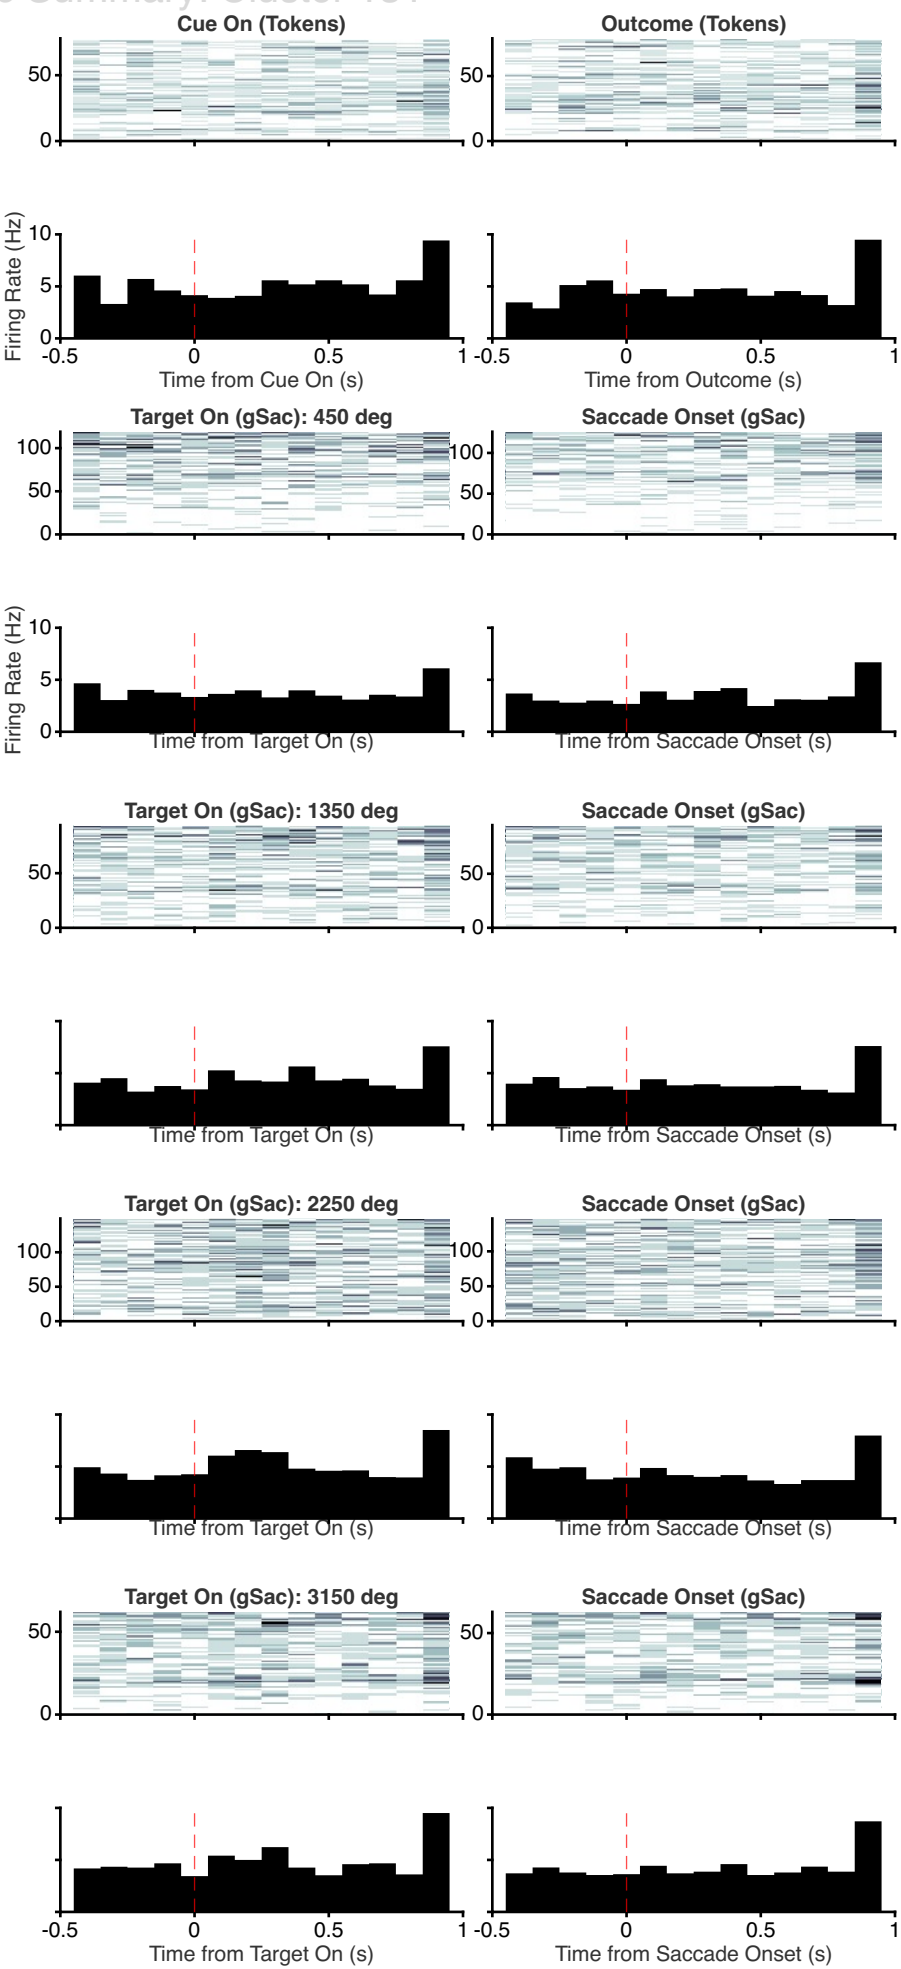 Summary: Cluster
Cue On (Tokens) Outcome (Tokens)
50 50
0 0
Firing Rate (Hz)
10
5
0
-0.5 0 0.5 1 -0.5 0 0.5 1
Time from Cue On (s) Time from Outcome (s)
Target On (gSac): 450 deg Saccade Onset (gSac)
100 100
50 50
0 0
Firing Rate (Hz)
10
5
0
Time from Target On (s) Time from Saccade Onset (s)
Target On (gSac): 1350 deg Saccade Onset (gSac)
50 50
0 0
Time from Target On (s) Time from Saccade Onset (s)
Target On (gSac): 2250 deg Saccade Onset (gSac)
100 100
50 50
0 0
Time from Target On (s) Time from Saccade Onset (s)
Target On (gSac): 3150 deg Saccade Onset (gSac)
50 50
0 0
-0.5 0 0.5 1 -0.5 0 0.5 1
Time from Target On (s) Time from Saccade Onset (s)